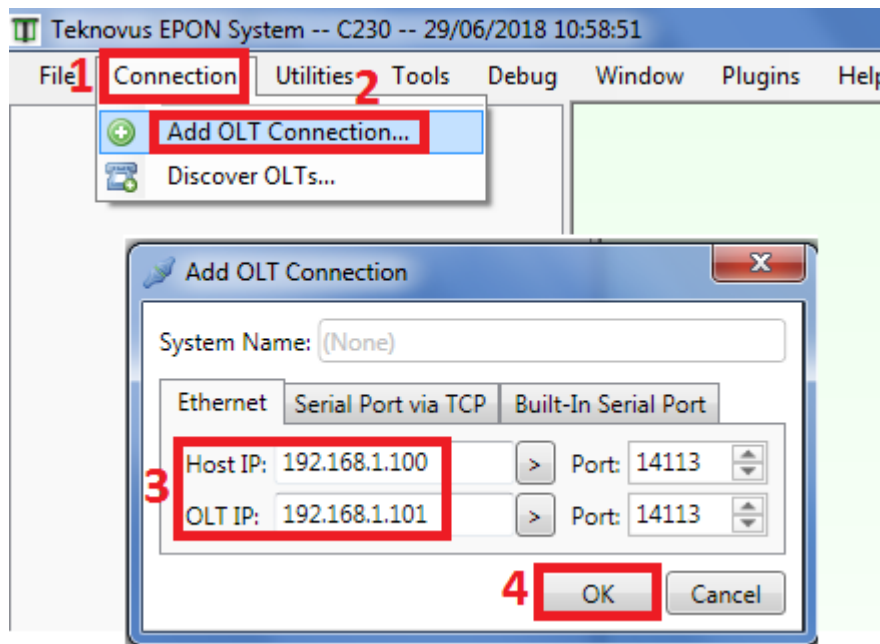 Teknovus EPON System -- C230 -- 29/06/2018 10:58:51
File 1 Connection Utilities Tools Debug Window Plugins Help
2
Add OLT Connection...
Discover OLTs...
Add OLT Connection
System Name: (None)
Ethernet Serial Port via TCP Built-In Serial Port
3
Host IP: 192.168.1.100 > Port: 14113
OLT IP: 192.168.1.101 > Port: 14113
4 OK Cancel